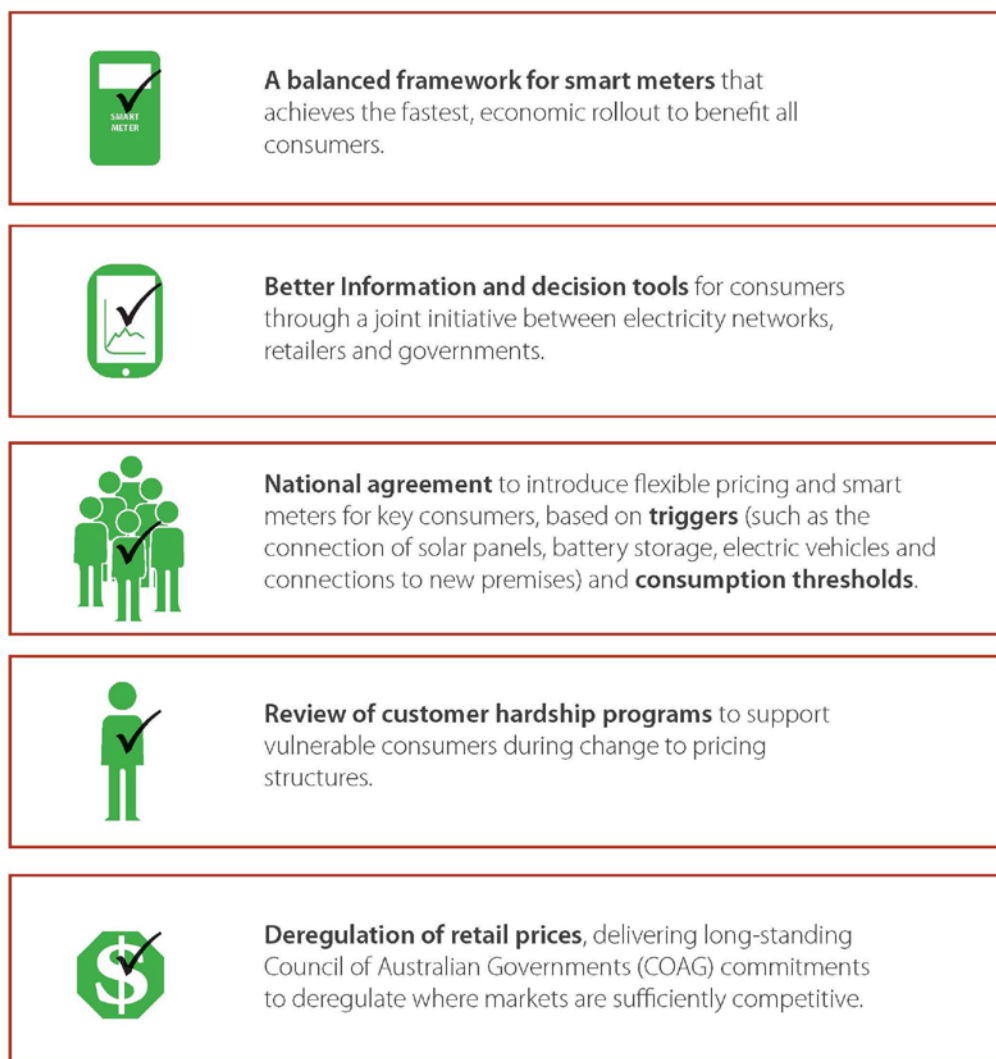 SMART
METER
A balanced framework for smart meters that
achieves the fastest, economic rollout to benefit all
consumers.
Better Information and decision tools for consumers
through a joint initiative between electricity networks,
retailers and governments.
National agreement to introduce flexible pricing and smart
meters for key consumers, based on triggers (such as the
connection of solar panels, battery storage, electric vehicles and
connections to new premises) and consumption thresholds.
Review of customer hardship programs to support
vulnerable consumers during change to pricing
structures.
$
Deregulation of retail prices, delivering long-standing
Council of Australian Governments (COAG) commitments
to deregulate where markets are sufficiently competitive.